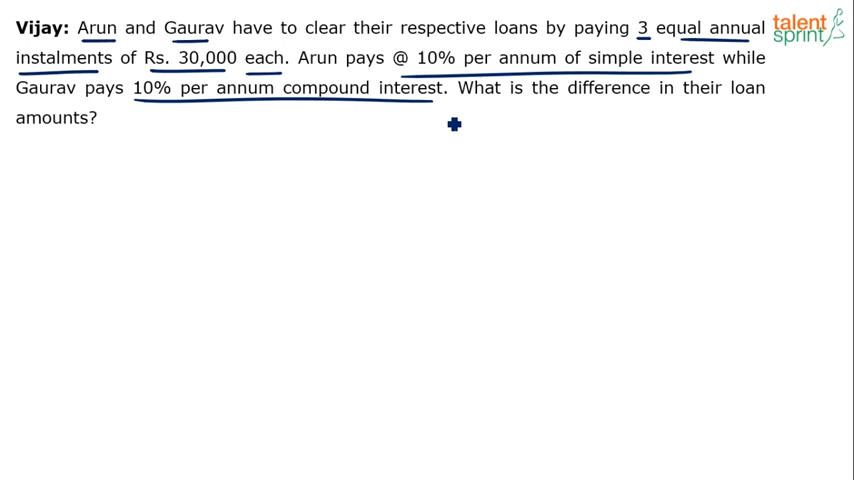 Vijay: Arun and Gaurav have to clear their respective loans by paying 3 equal annual
instalments of Rs. 30,000 each. Arun pays @ 10% per annum of simple interest while
Gaurav pays 10% per annum compound interest. What is the difference in their loan
amounts?
talent
sprint